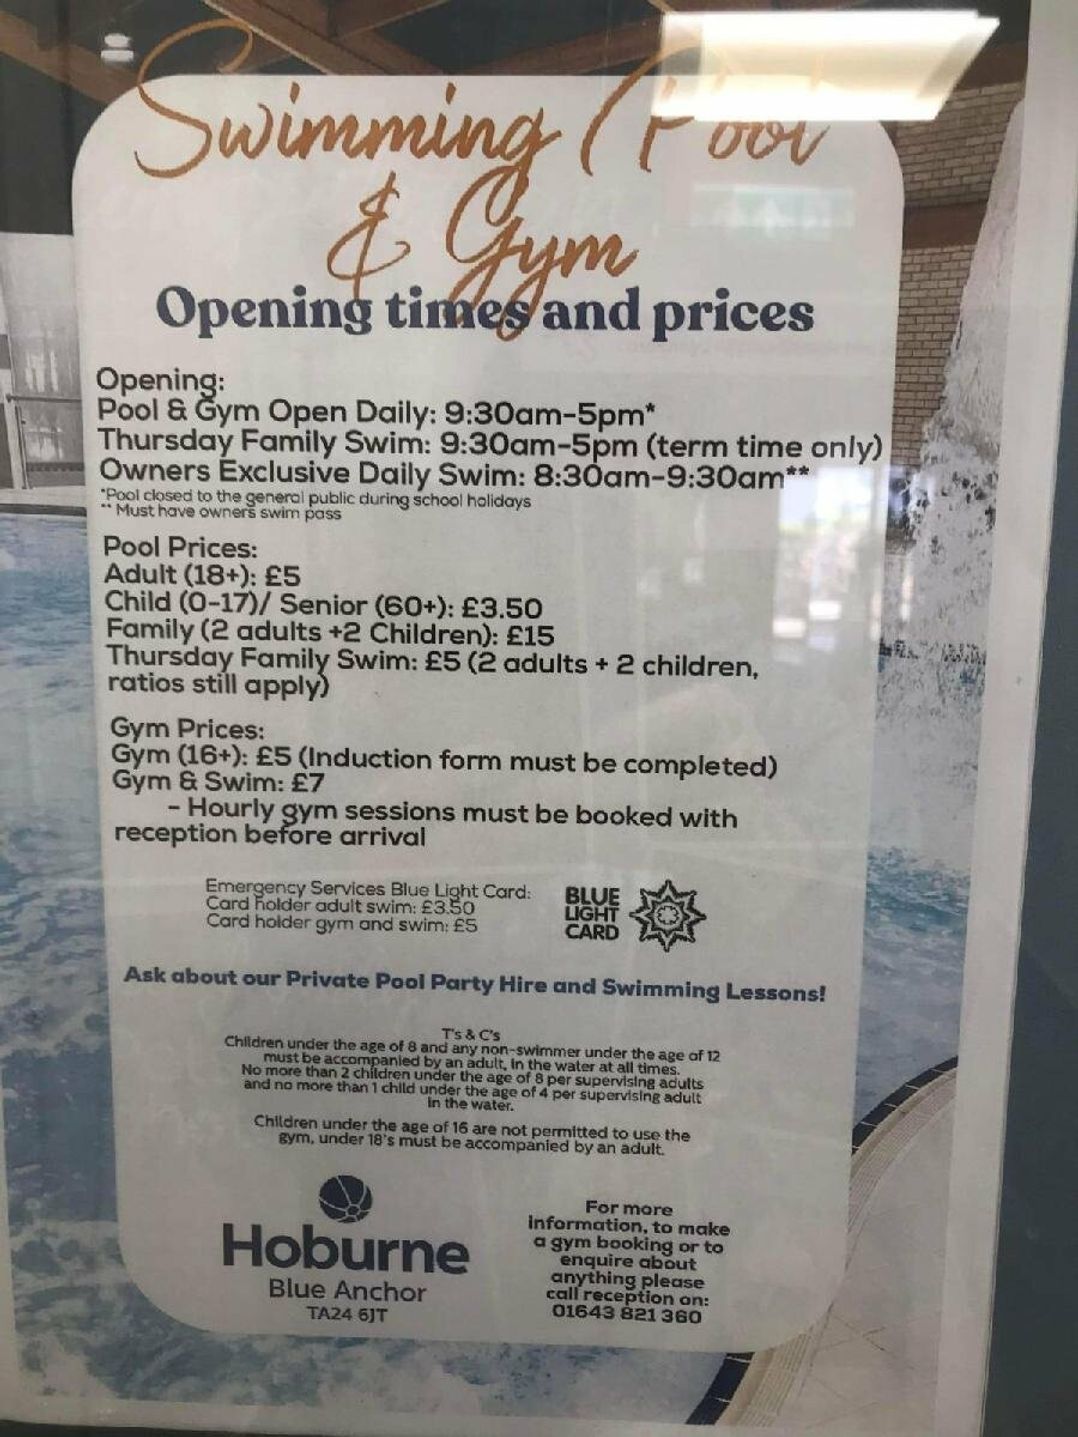 Swimming Pool
& Gym
Opening times and prices
Opening:
Pool & Gym Open Daily: 9:30am-5pm*
Thursday Family Swim: 9:30am-5pm (term time only)
Owners Exclusive Daily Swim: 8:30am-9:30am**
*Pool closed to the general public during school holidays
** Must have owners swim pass
Pool Prices:
Adult (18+): £5
Child (0-17)/ Senior (60+): £3.50
Family (2 adults +2 Children): £15
Thursday Family Swim: £5 (2 adults + 2 children,
ratios still apply)
Gym Prices:
Gym (16+): £5 (Induction form must be completed)
Gym & Swim: £7
- Hourly gym sessions must be booked with
reception before arrival
Emergency Services Blue Light Card:
Card holder adult swim: £3.50
Card holder gym and swim: £5
BLUE
LIGHT
CARD
Ask about our Private Pool Party Hire and Swimming Lessons!
T's & C's
Children under the age of 8 and any non-swimmer under the age of 12
must be accompanied by an adult, in the water at all times.
No more than 2 children under the age of 8 per supervising adults
and no more than 1 child under the age of 4 per supervising adult
in the water.
Children under the age of 16 are not permitted to use the
gym, under 18's must be accompanied by an adult.
Hoburne
Blue Anchor
TA24 6JT
For more
information, to make
a gym booking or to
enquire about
anything please
call reception on:
01643 821 360